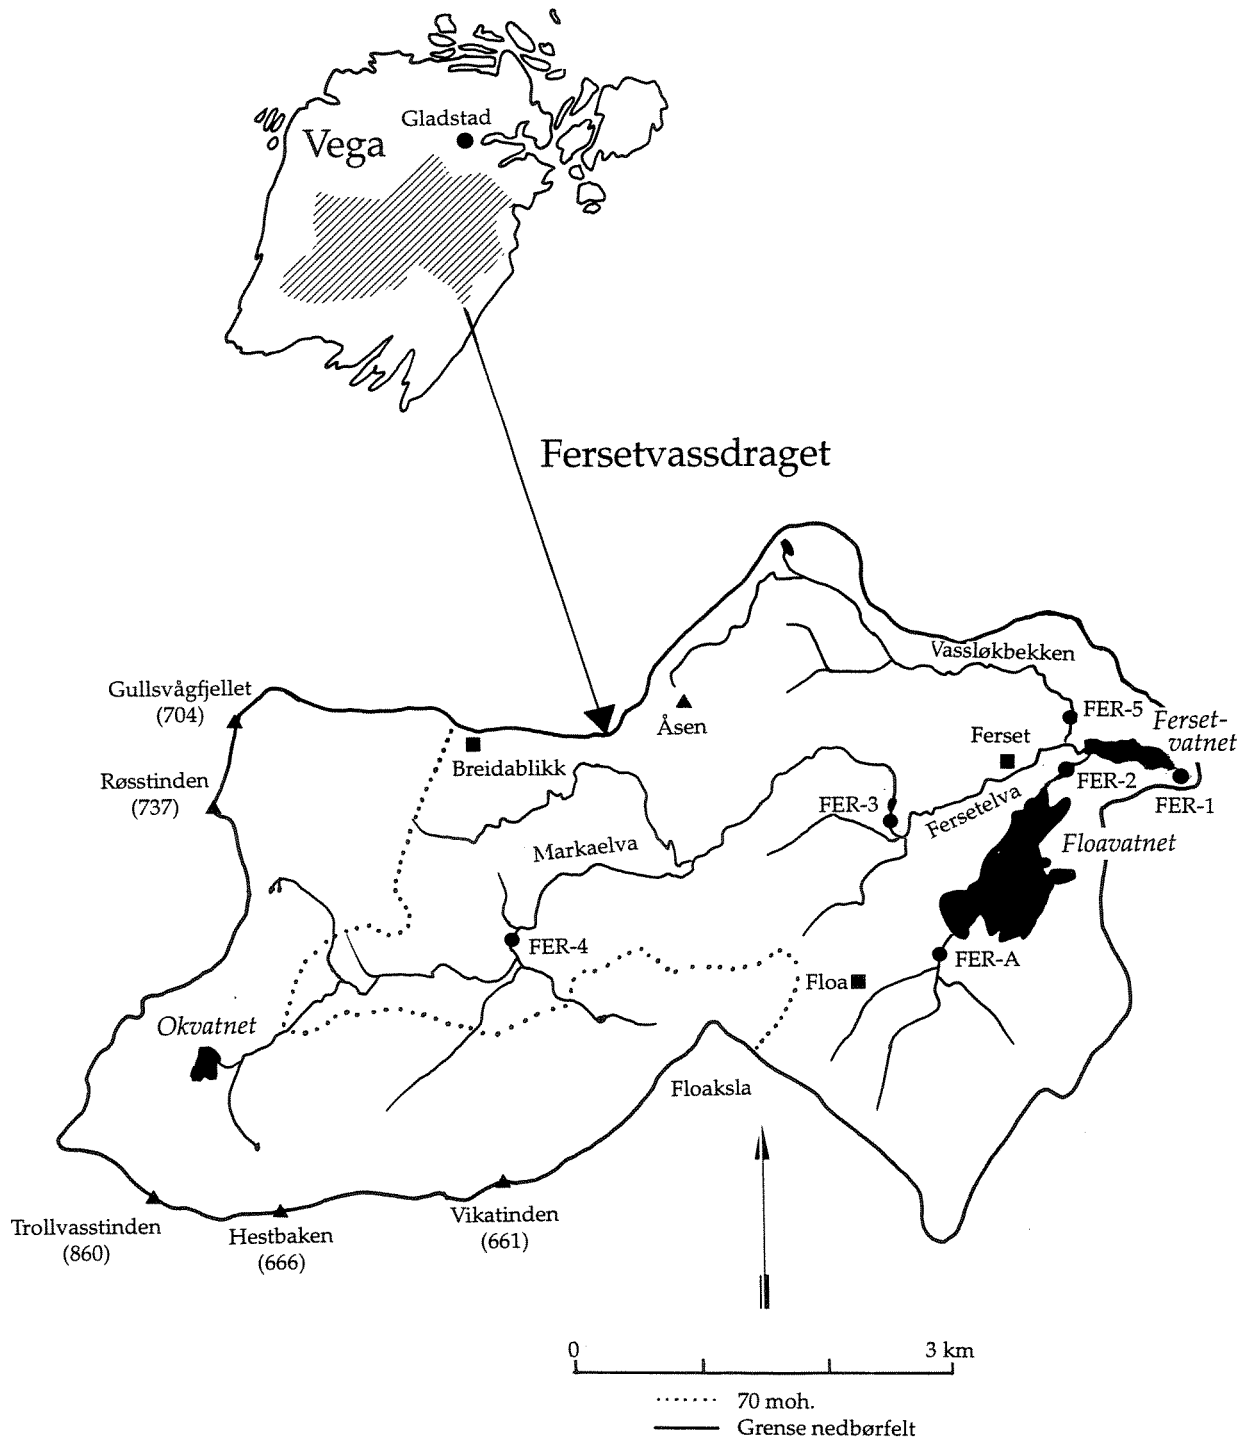 Gladstad
Vega
Fersetvassdraget
Vassløkbekken
Gullsvågfjellet
(704)
FER-5
Ferset-
vatnet
Åsen
Ferset
Breidablikk
Røsstinden
(737)
FER-2
FER-1
FER-3
Fersetelva
Floavatnet
Markaelva
FER-4
FER-A
Floa
Okvatnet
Floaksla
Trollvasstinden
(860)
Hestbaken
(666)
Vikatinden
(661)
0
3 km
70 moh.
Grense nedbørfelt